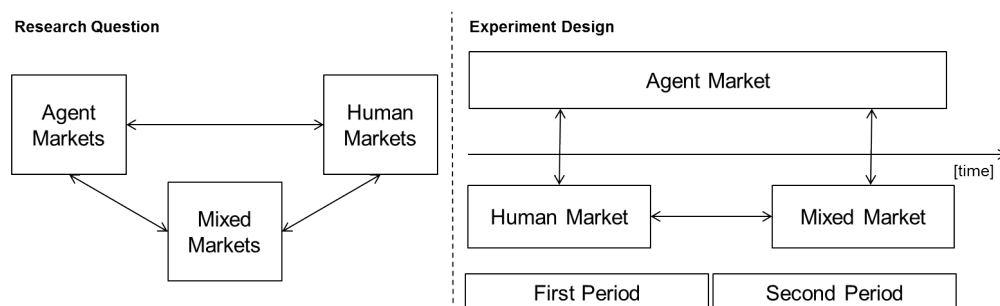 Research Question
Agent
Markets
Human
Markets
Mixed
Markets
Experiment Design
Agent Market
[time]
Human Market
Mixed Market
First Period
Second Period